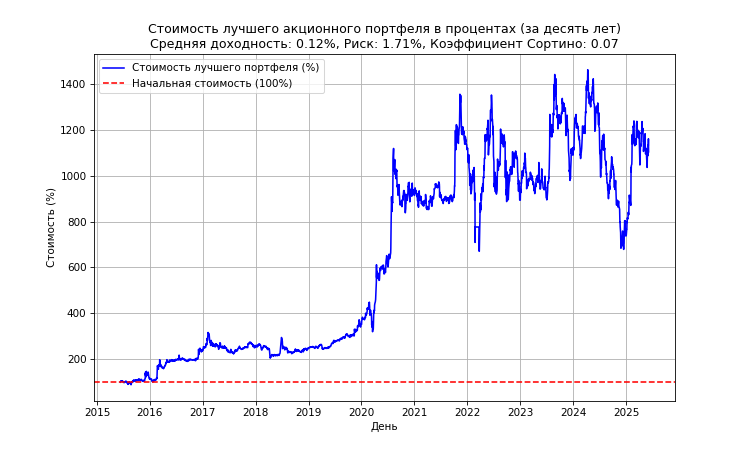 Стоимость лучшего акционного портфеля в процентах (за десять лет)
Средняя доходность: 0.12%, Риск: 1.71%, Коэффициент Сортино: 0.07
Стоимость лучшего портфеля (%)
Начальная стоимость (100%)
Стоимость (%)
1400
1200
1000
800
600
400
200
2015 2016 2017 2018 2019 2020 2021 2022 2023 2024 2025
День